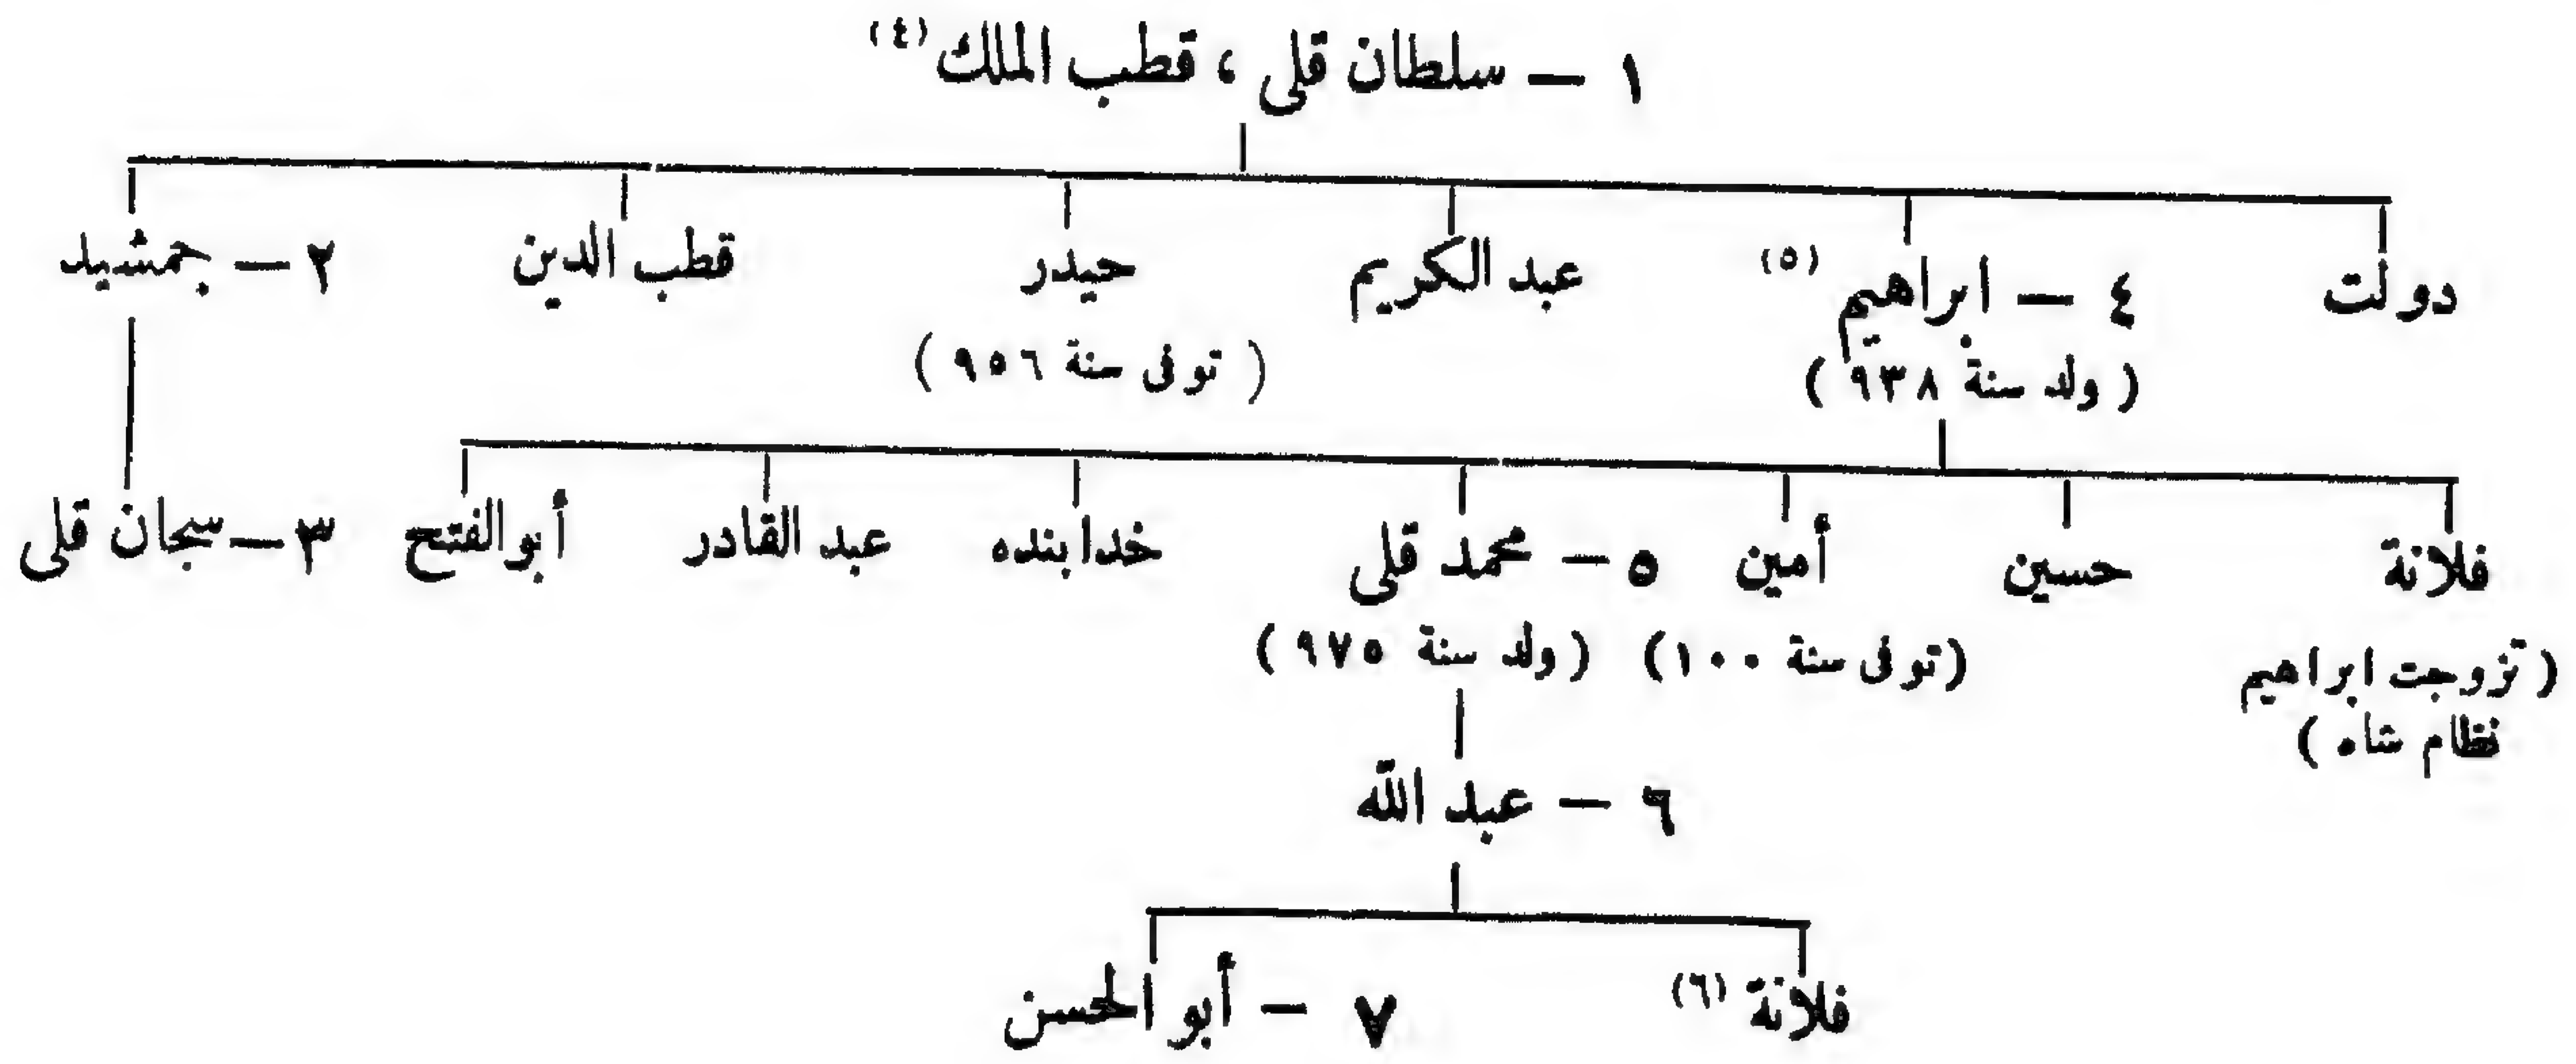 ١ – سلطان قلى ، قطب الملك (٤)
دولت
٤ – ابراهيم (٥)
( ولد سنة ٩٣٨ )
عبد الكريم
حيدر
( توفى سنة ٩٥٦ )
قطب الدين
٢ – جمشيد
فلانة
( تزوجت ابراهيم
نظام شاه )
حسين
أمين
(توفى سنة ١٠٠)
٥ – محمد قلى
( ولد سنة ٩٧٥ )
خدابنده
عبد القادر
أبو الفتح
٣ – سجان قلى
٦ – عبد الله
فلانة (٦)
٧ – أبو الحسن